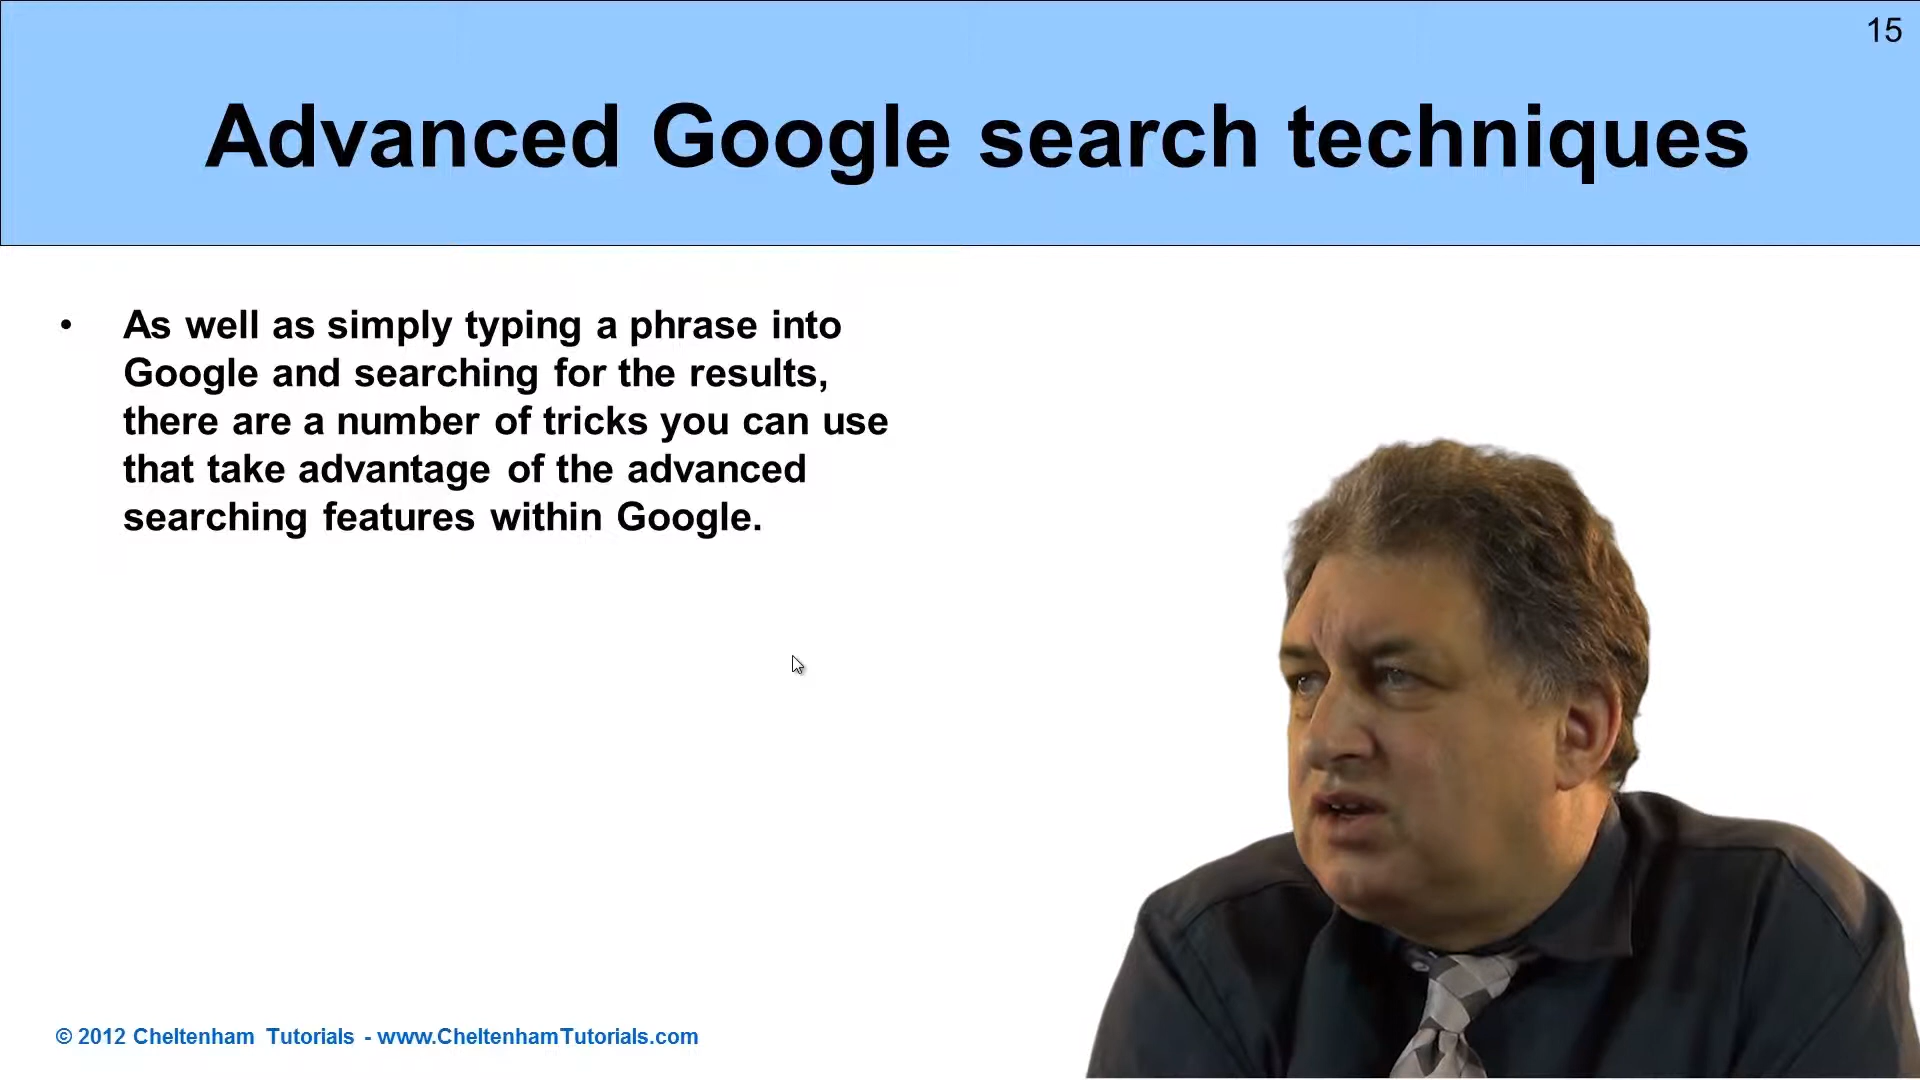 15
Advanced Google search techniques
• As well as simply typing a phrase into
Google and searching for the results,
there are a number of tricks you can use
that take advantage of the advanced
searching features within Google.
© 2012 Cheltenham Tutorials - www.CheltenhamTutorials.com